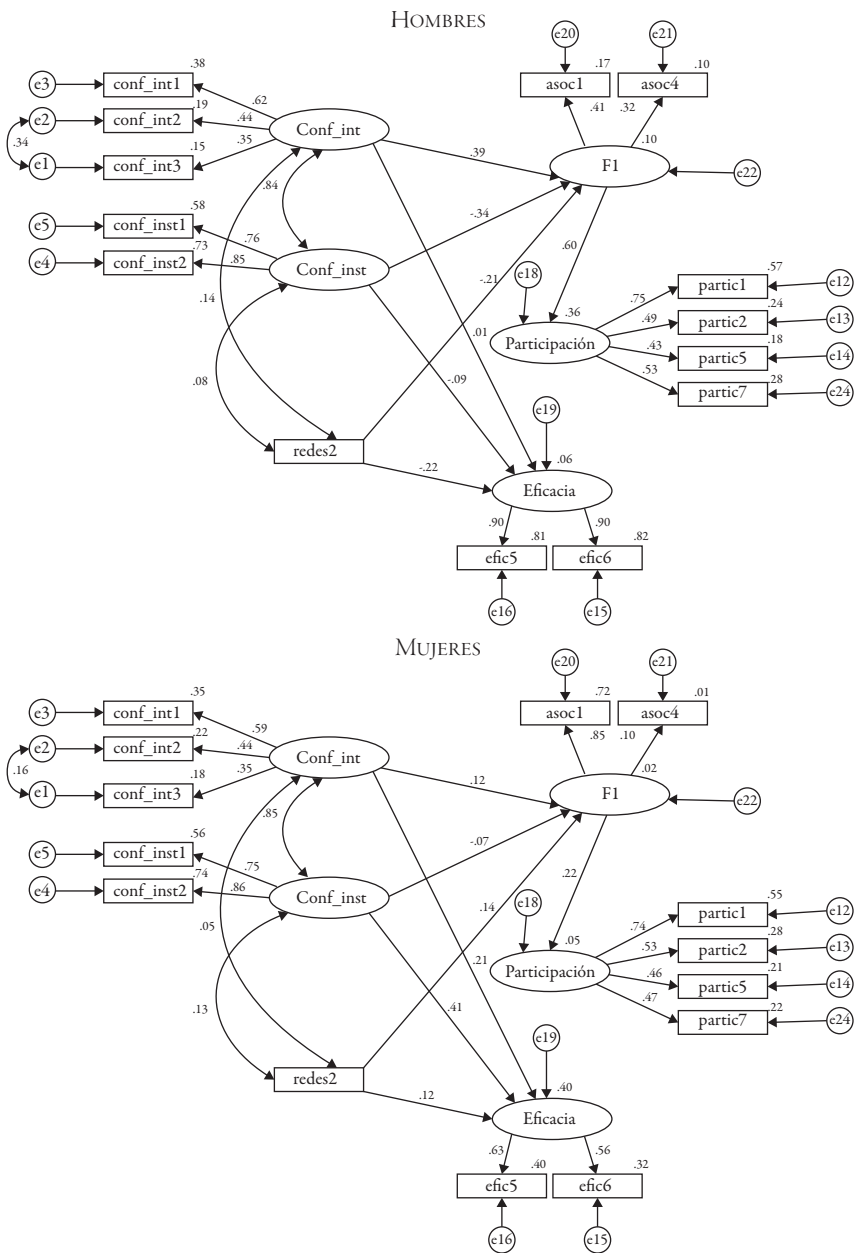 HOMBRES
e20 e21
.38 .17 .10
e3 conf_int1 asoc1 asoc4
.62 .41 .32
e2 conf_int2 .19 .44 Conf_int .10
.34 .15 .35 .39 F1
e1 conf_int3 e22
.84
.58 -.34
e5 conf_inst1 .76 .60
.73 -.21
e4 conf_inst2 .85 Conf_inst e18 .57
.75 partic1 e12
.14 .01 .36 .49 .24 partic2 e13
Participación .43 .18 partic5 e14
.08 -.09 .53 .28 partic7 e24
e19
redes2 .06
-.22 Eficacia
.90 .90
.81 .82
efic5 efic6
e16 e15
MUJERES
e20 e21
.35 .72 .01
e3 conf_int1 asoc1 asoc4
.59 .85 .10
e2 conf_int2 .22 .44 Conf_int .02
.16 .18 .35 .12 F1
e1 conf_int3 e22
.85
.56 -.07
e5 conf_inst1 .75 .22
.74 .14
e4 conf_inst2 .86 Conf_inst e18 .55
.74 partic1 e12
.05 .21 .05 .53 .28 partic2 e13
Participación .46 .21 partic5 e14
.13 .41 .47 .22 partic7 e24
e19
redes2 .40
.12 Eficacia
.63 .56
.40 .32
efic5 efic6
e16 e15